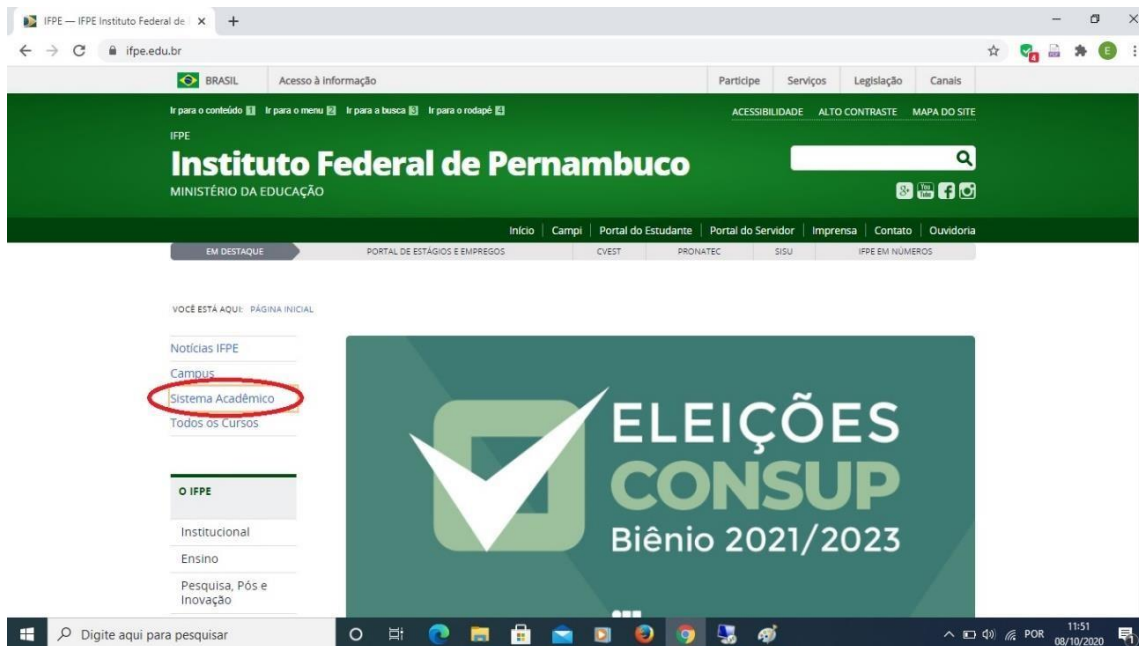 IFPE — IFPE Instituto Federal de
ifpe.edu.br
BRASIL Acesso à informação Participe Serviços Legislação Canais
Ir para o conteúdo 1 Ir para o menu 2 Ir para a busca 3 Ir para o rodapé 4 ACESSIBILIDADE ALTO CONTRASTE MAPA DO SITE
IFPE
Instituto Federal de Pernambuco
MINISTÉRIO DA EDUCAÇÃO
Início Campi Portal do Estudante Portal do Servidor Imprensa Contato Ouvidoria
EM DESTAQUE PORTAL DE ESTÁGIOS E EMPREGOS CVEST PRONATEC SISU IFPE EM NÚMEROS
VOCÊ ESTÁ AQUI: PÁGINA INICIAL
Notícias IFPE
Campus
Sistema Acadêmico
Todos os Cursos
O IFPE
Institucional
Ensino
Pesquisa, Pós e
Inovação
ELEIÇÕES
CONSUP
Biênio 2021/2023
Digite aqui para pesquisar
POR
11:51
08/10/2020